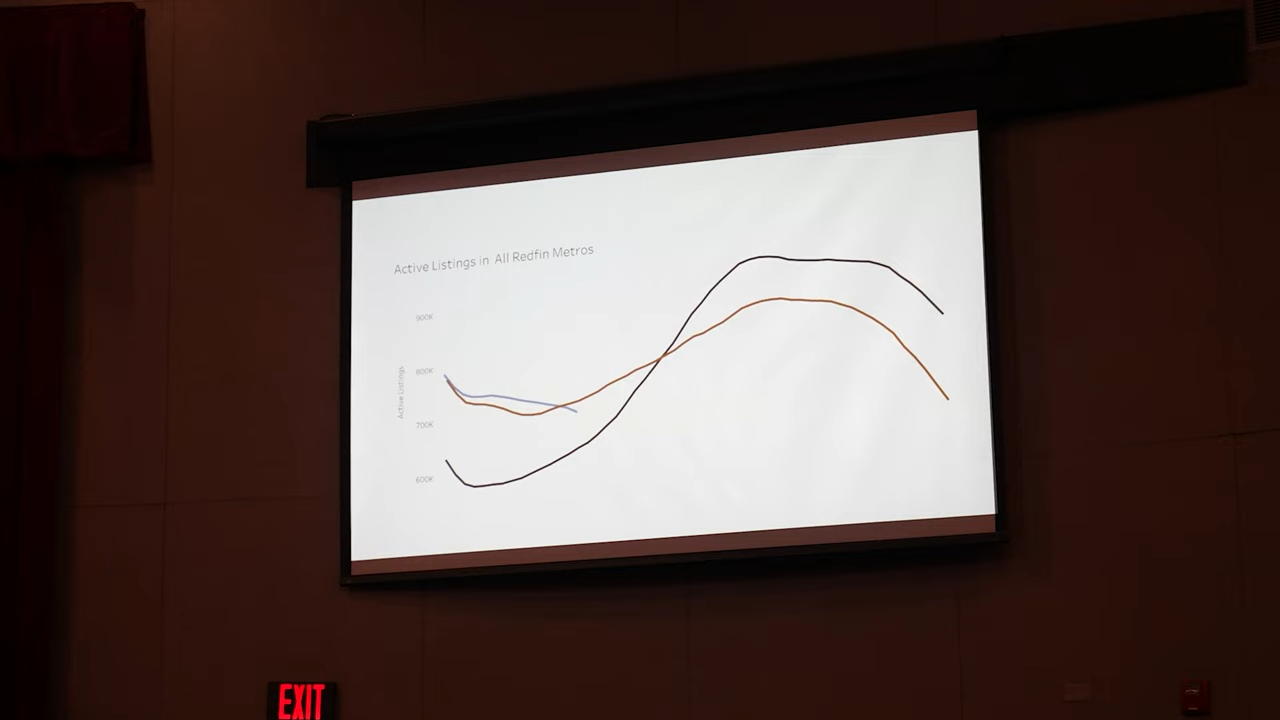 Active Listings in All Redfin Metros
900K
800K
Active Listings
700K
600K
EXIT